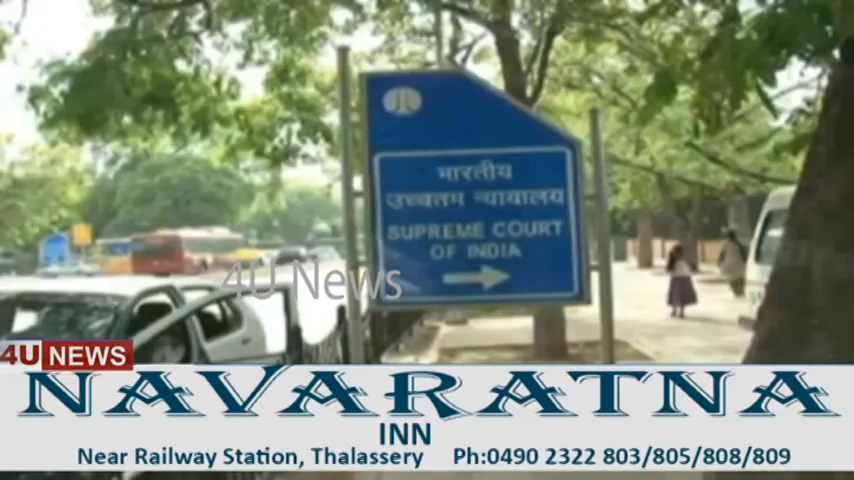 भारतीय
उच्चतम न्यायालय
SUPREME COURT
OF INDIA
4U News
4U NEWS
NAVARATNA
INN
Near Railway Station, Thalassery Ph:0490 2322 803/805/808/809